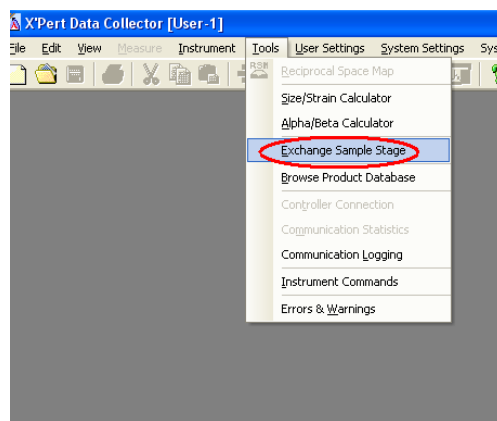 X'Pert Data Collector [User-1]
File Edit View Measure Instrument Tools User Settings System Settings Sys
RSM Reciprocal Space Map
Size/Strain Calculator
Alpha/Beta Calculator
Exchange Sample Stage
Browse Product Database
Controller Connection
Communication Statistics
Communication Logging
Instrument Commands
Errors & Warnings